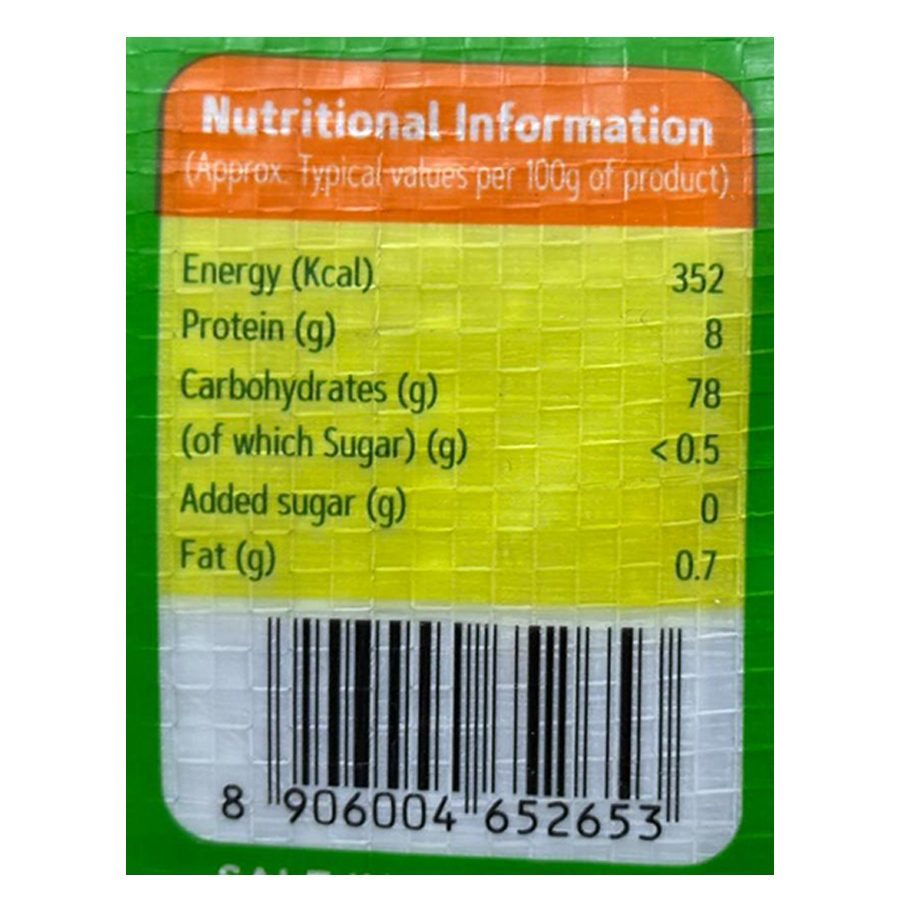 Nutritional Information
(Approx. Typical values per 100g of product)
Energy (Kcal) 352
Protein (g) 8
Carbohydrates (g) 78
(of which Sugar) (g) <0.5
Added sugar (g) 0
Fat (g) 0.7
8 906004 652653